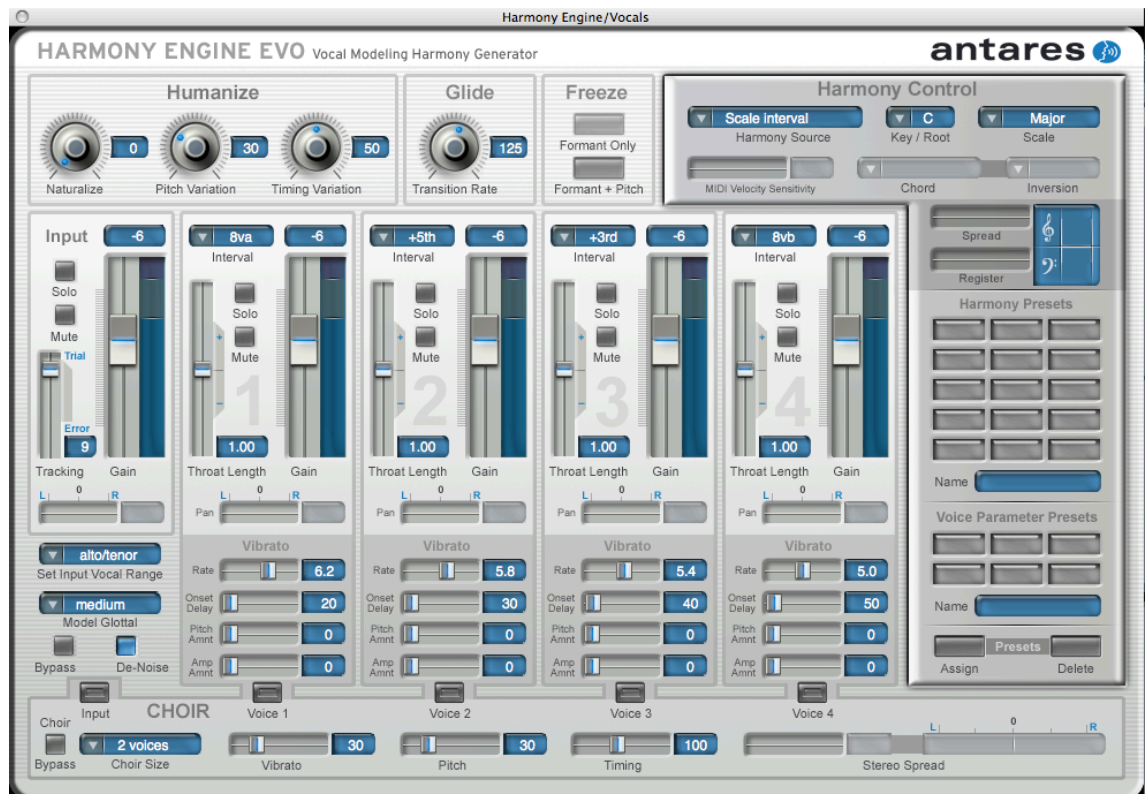 Harmony Engine/Vocals
HARMONY ENGINE EVO Vocal Modeling Harmony Generator
antares
Humanize
0
30
50
Naturalize
Pitch Variation
Timing Variation
Glide
125
Transition Rate
Freeze
Formant Only
Formant + Pitch
Harmony Control
Scale interval
C
Major
Harmony Source
Key / Root
Scale
MIDI Velocity Sensitivity
Chord
Inversion
Spread
Register
Harmony Presets
Name
Voice Parameter Presets
Name
Presets
Assign
Delete
Input
-6
Solo
Mute
Trial
Error
9
Tracking
Gain
L 0 R
alto/tenor
Set Input Vocal Range
medium
Model Glottal
Bypass
De-Noise
8va
-6
Interval
Solo
Mute
1
+
–
1.00
Throat Length
Gain
L 0 R
Pan
Vibrato
Rate 6.2
Onset Delay 20
Pitch Amnt 0
Amp Amnt 0
+5th
-6
Interval
Solo
Mute
2
+
–
1.00
Throat Length
Gain
L 0 R
Pan
Vibrato
Rate 5.8
Onset Delay 30
Pitch Amnt 0
Amp Amnt 0
+3rd
-6
Interval
Solo
Mute
3
+
–
1.00
Throat Length
Gain
L 0 R
Pan
Vibrato
Rate 5.4
Onset Delay 40
Pitch Amnt 0
Amp Amnt 0
8vb
-6
Interval
Solo
Mute
4
+
–
1.00
Throat Length
Gain
L 0 R
Pan
Vibrato
Rate 5.0
Onset Delay 50
Pitch Amnt 0
Amp Amnt 0
Input
CHOIR
Voice 1
Voice 2
Voice 3
Voice 4
Choir
Bypass
2 voices
Choir Size
30
Vibrato
30
Pitch
100
Timing
L 0 R
Stereo Spread